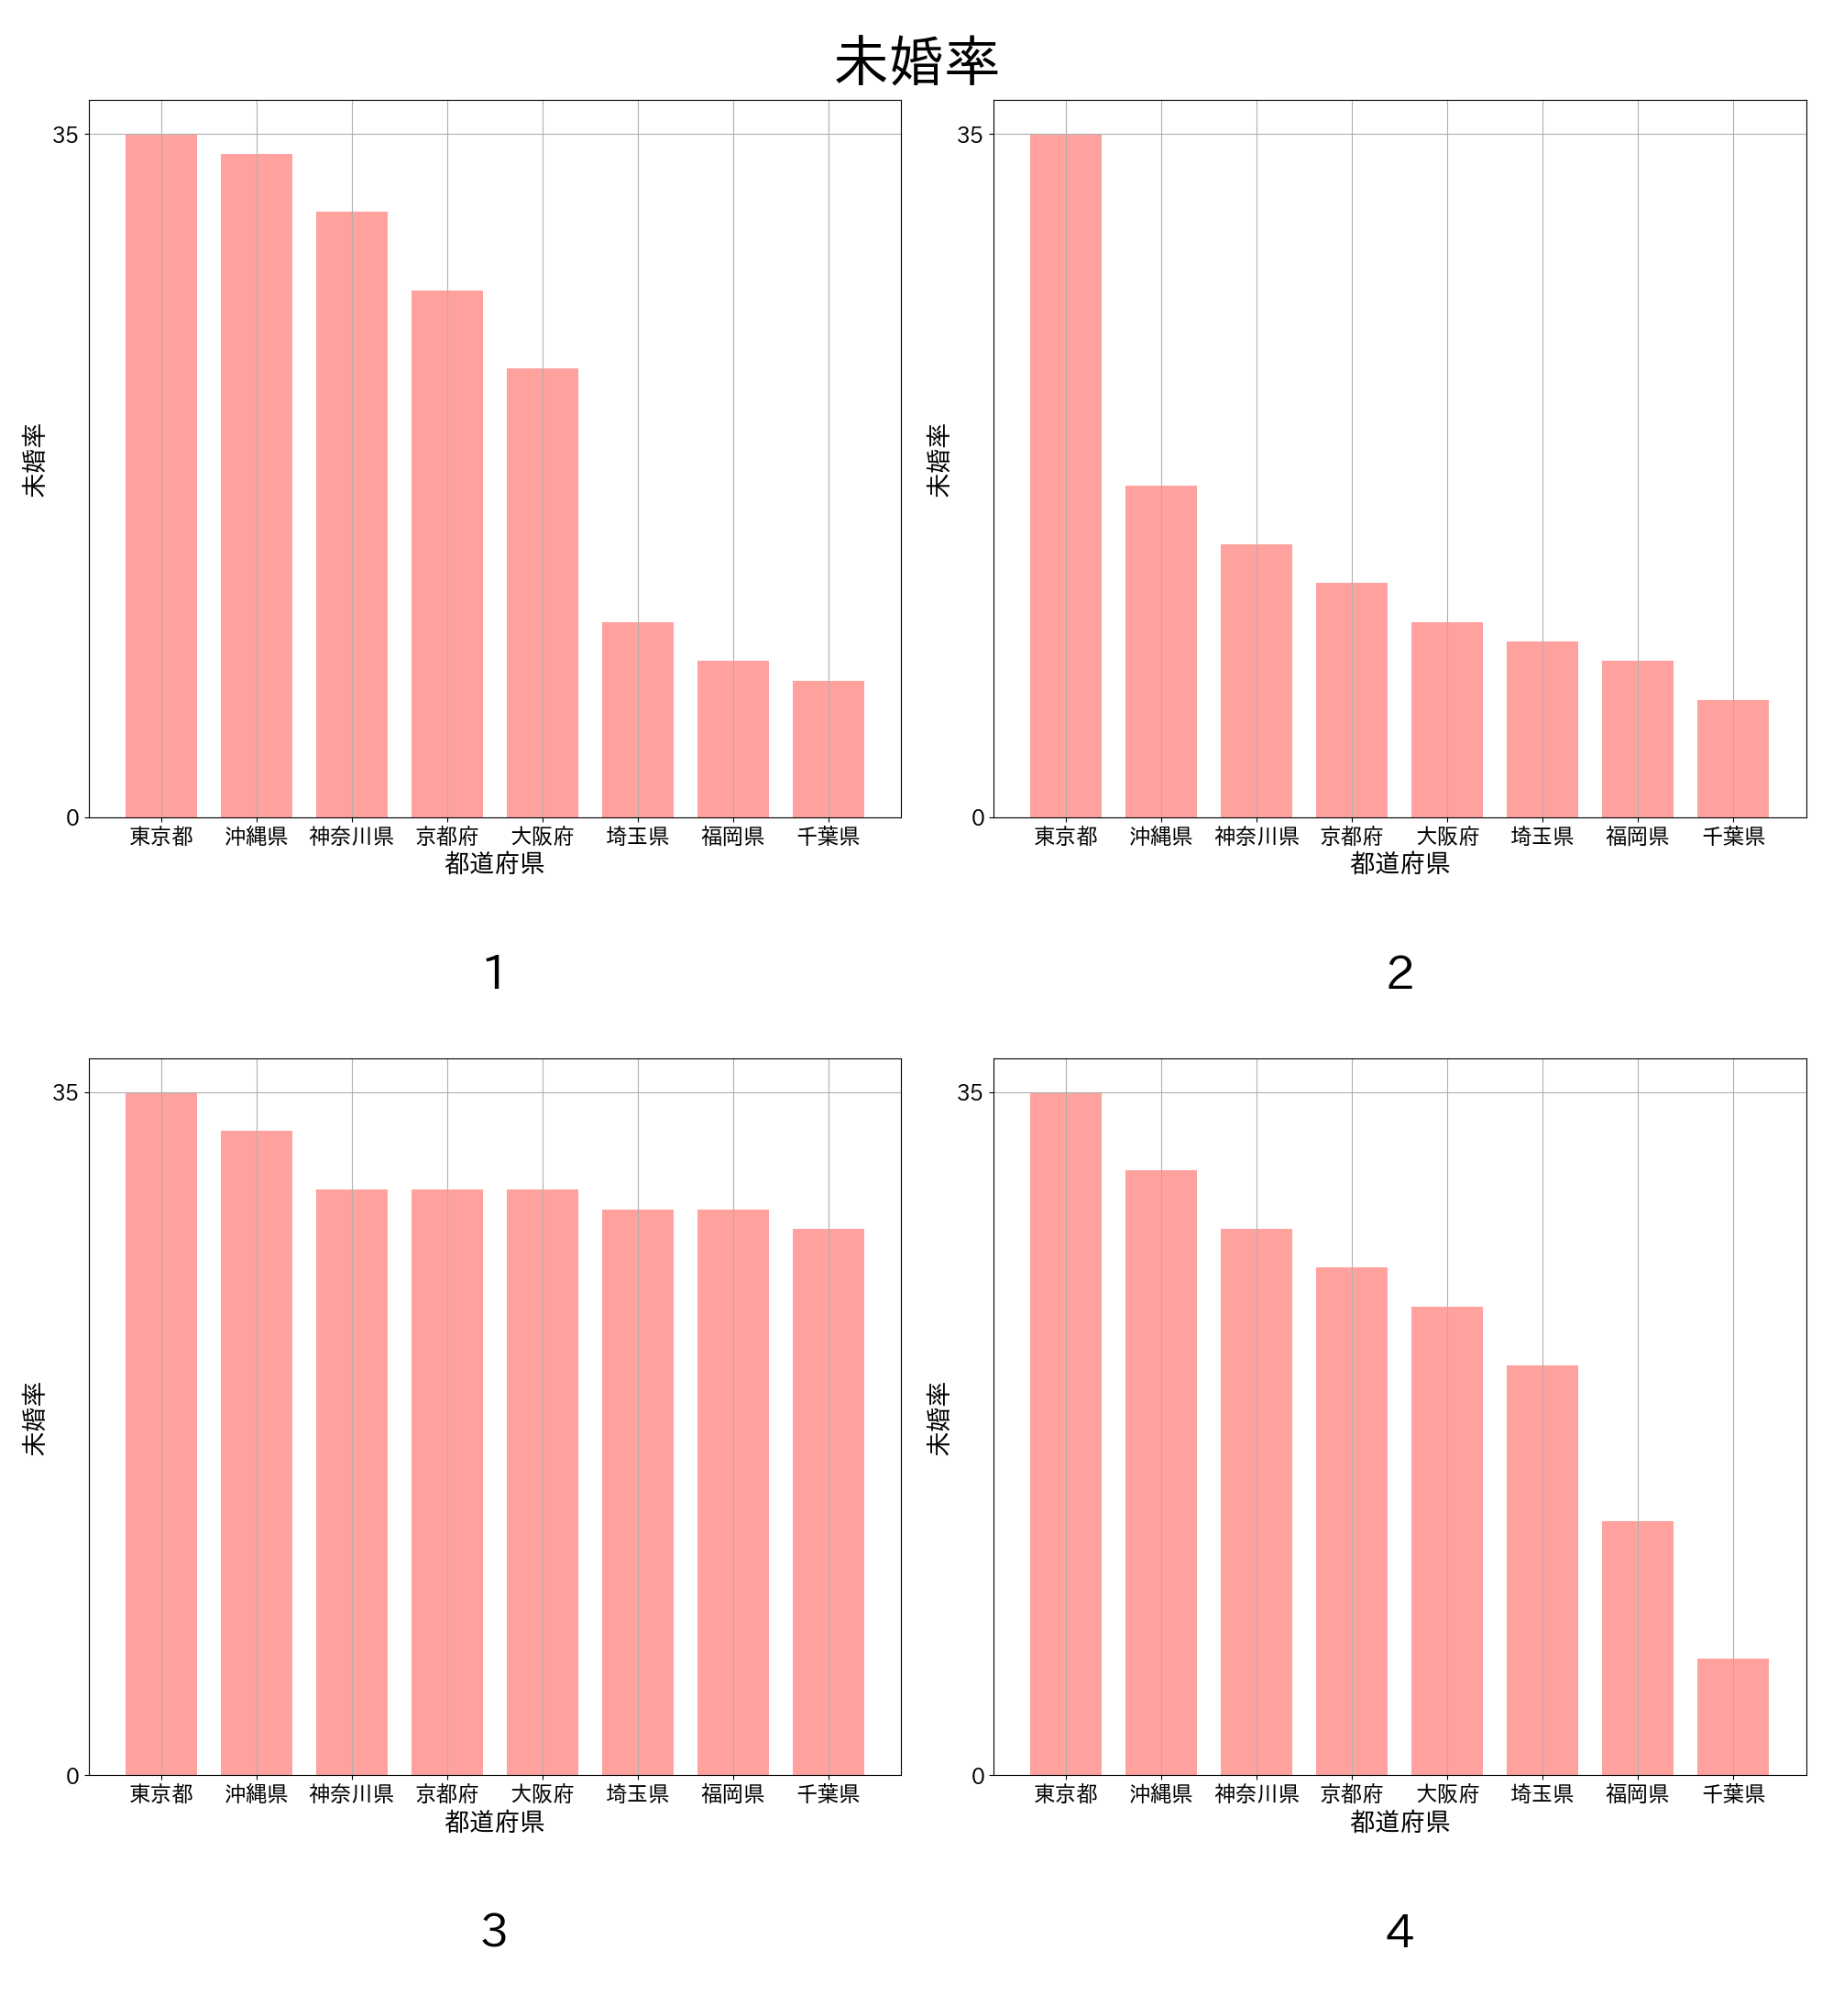 未婚率
35
0
未婚率
東京都 沖縄県 神奈川県 京都府 大阪府 埼玉県 福岡県 千葉県
都道府県
1
35
0
未婚率
東京都 沖縄県 神奈川県 京都府 大阪府 埼玉県 福岡県 千葉県
都道府県
2
35
0
未婚率
東京都 沖縄県 神奈川県 京都府 大阪府 埼玉県 福岡県 千葉県
都道府県
3
35
0
未婚率
東京都 沖縄県 神奈川県 京都府 大阪府 埼玉県 福岡県 千葉県
都道府県
4